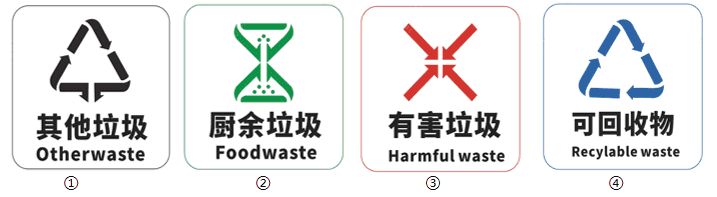 其他垃圾
Otherwaste
①
厨余垃圾
Foodwaste
②
有害垃圾
Harmful waste
③
可回收物
Recylable waste
④